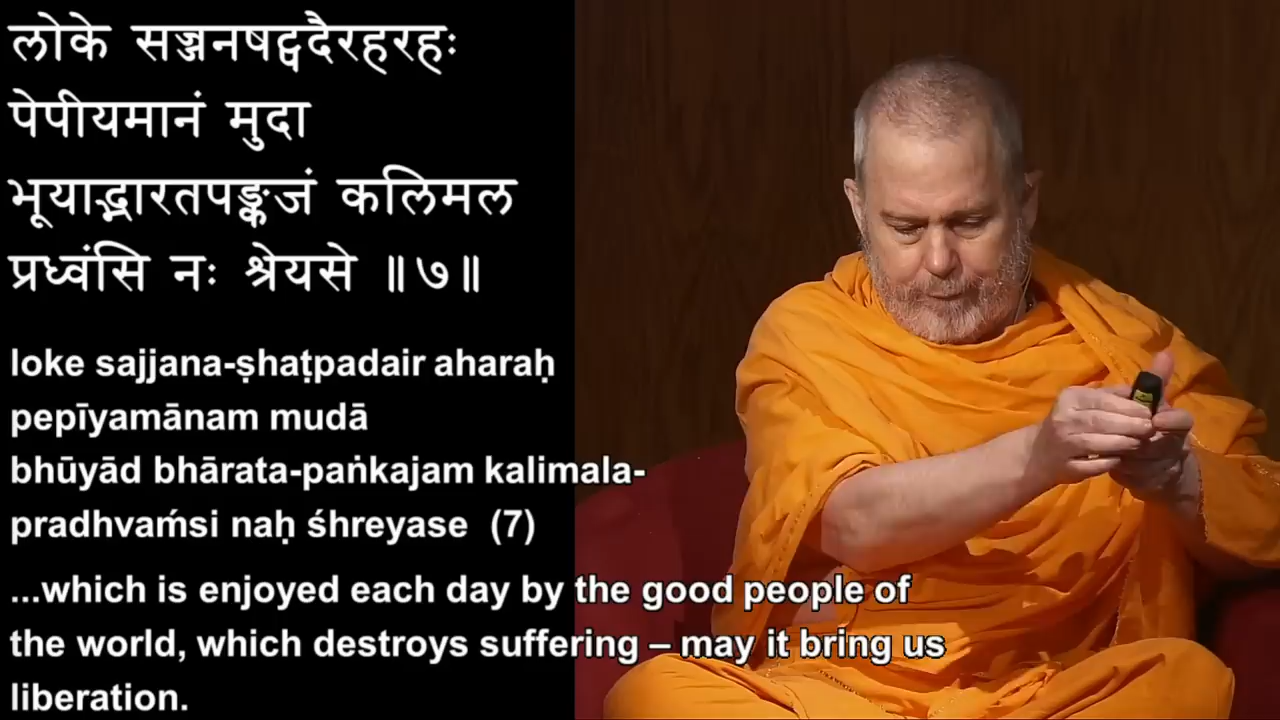 लोके सज्जनषट्पदैरहरहः
पेपीयमानं मुदा
भूयाद्भारतपङ्कजं कलिमल
प्रध्वंसि नः श्रेयसे ॥७॥
loke sajjana-ṣhaṭpadair aharaḥ
pepīyamānam mudā
bhūyād bhārata-paṅkajam kalimala-
pradhvaḿsi naḥ śhreyase (7)
...which is enjoyed each day by the good people of
the world, which destroys suffering – may it bring us
liberation.